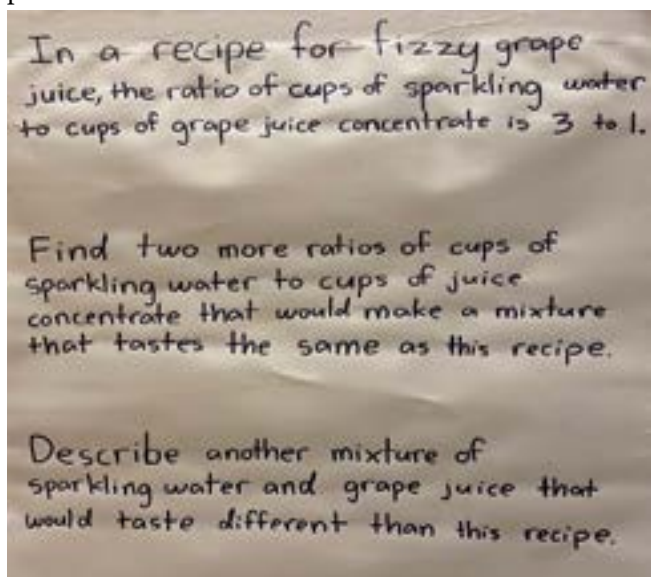 In a recipe for fizzy grape
juice, the ratio of cups of sparkling water
to cups of grape juice concentrate is 3 to 1.
Find two more ratios of cups of
sparkling water to cups of juice
concentrate that would make a mixture
that tastes the same as this recipe.
Describe another mixture of
sparkling water and grape juice that
would taste different than this recipe.